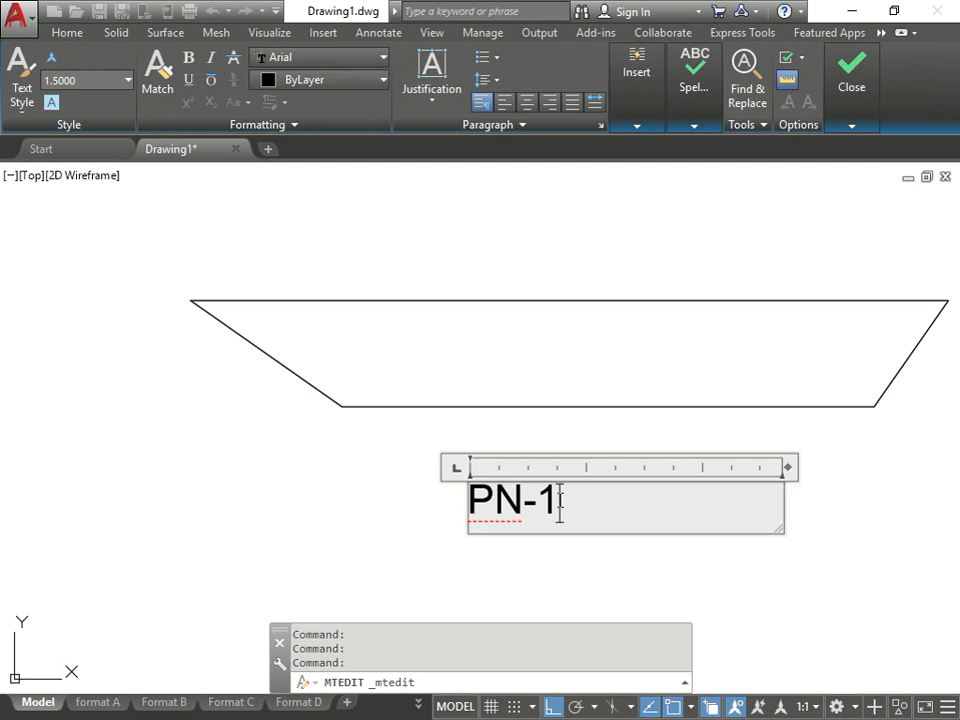 Drawing1.dwg
Type a keyword or phrase
Sign In
Home Solid Surface Mesh Visualize Insert Annotate View Manage Output Add-ins Collaborate Express Tools Featured Apps
Text Style
1.5000
Style
Match
B I
Arial
U O
ByLayer
Aa
Formatting
Justification
Paragraph
Insert
ABC
Spel...
Find & Replace
Tools
Options
Close
Start
Drawing1*
[−][Top][2D Wireframe]
PN-1
Y
X
Command:
Command:
Command:
MTEDIT _mtedit
Model format A Format B Format C Format D
MODEL
1:1